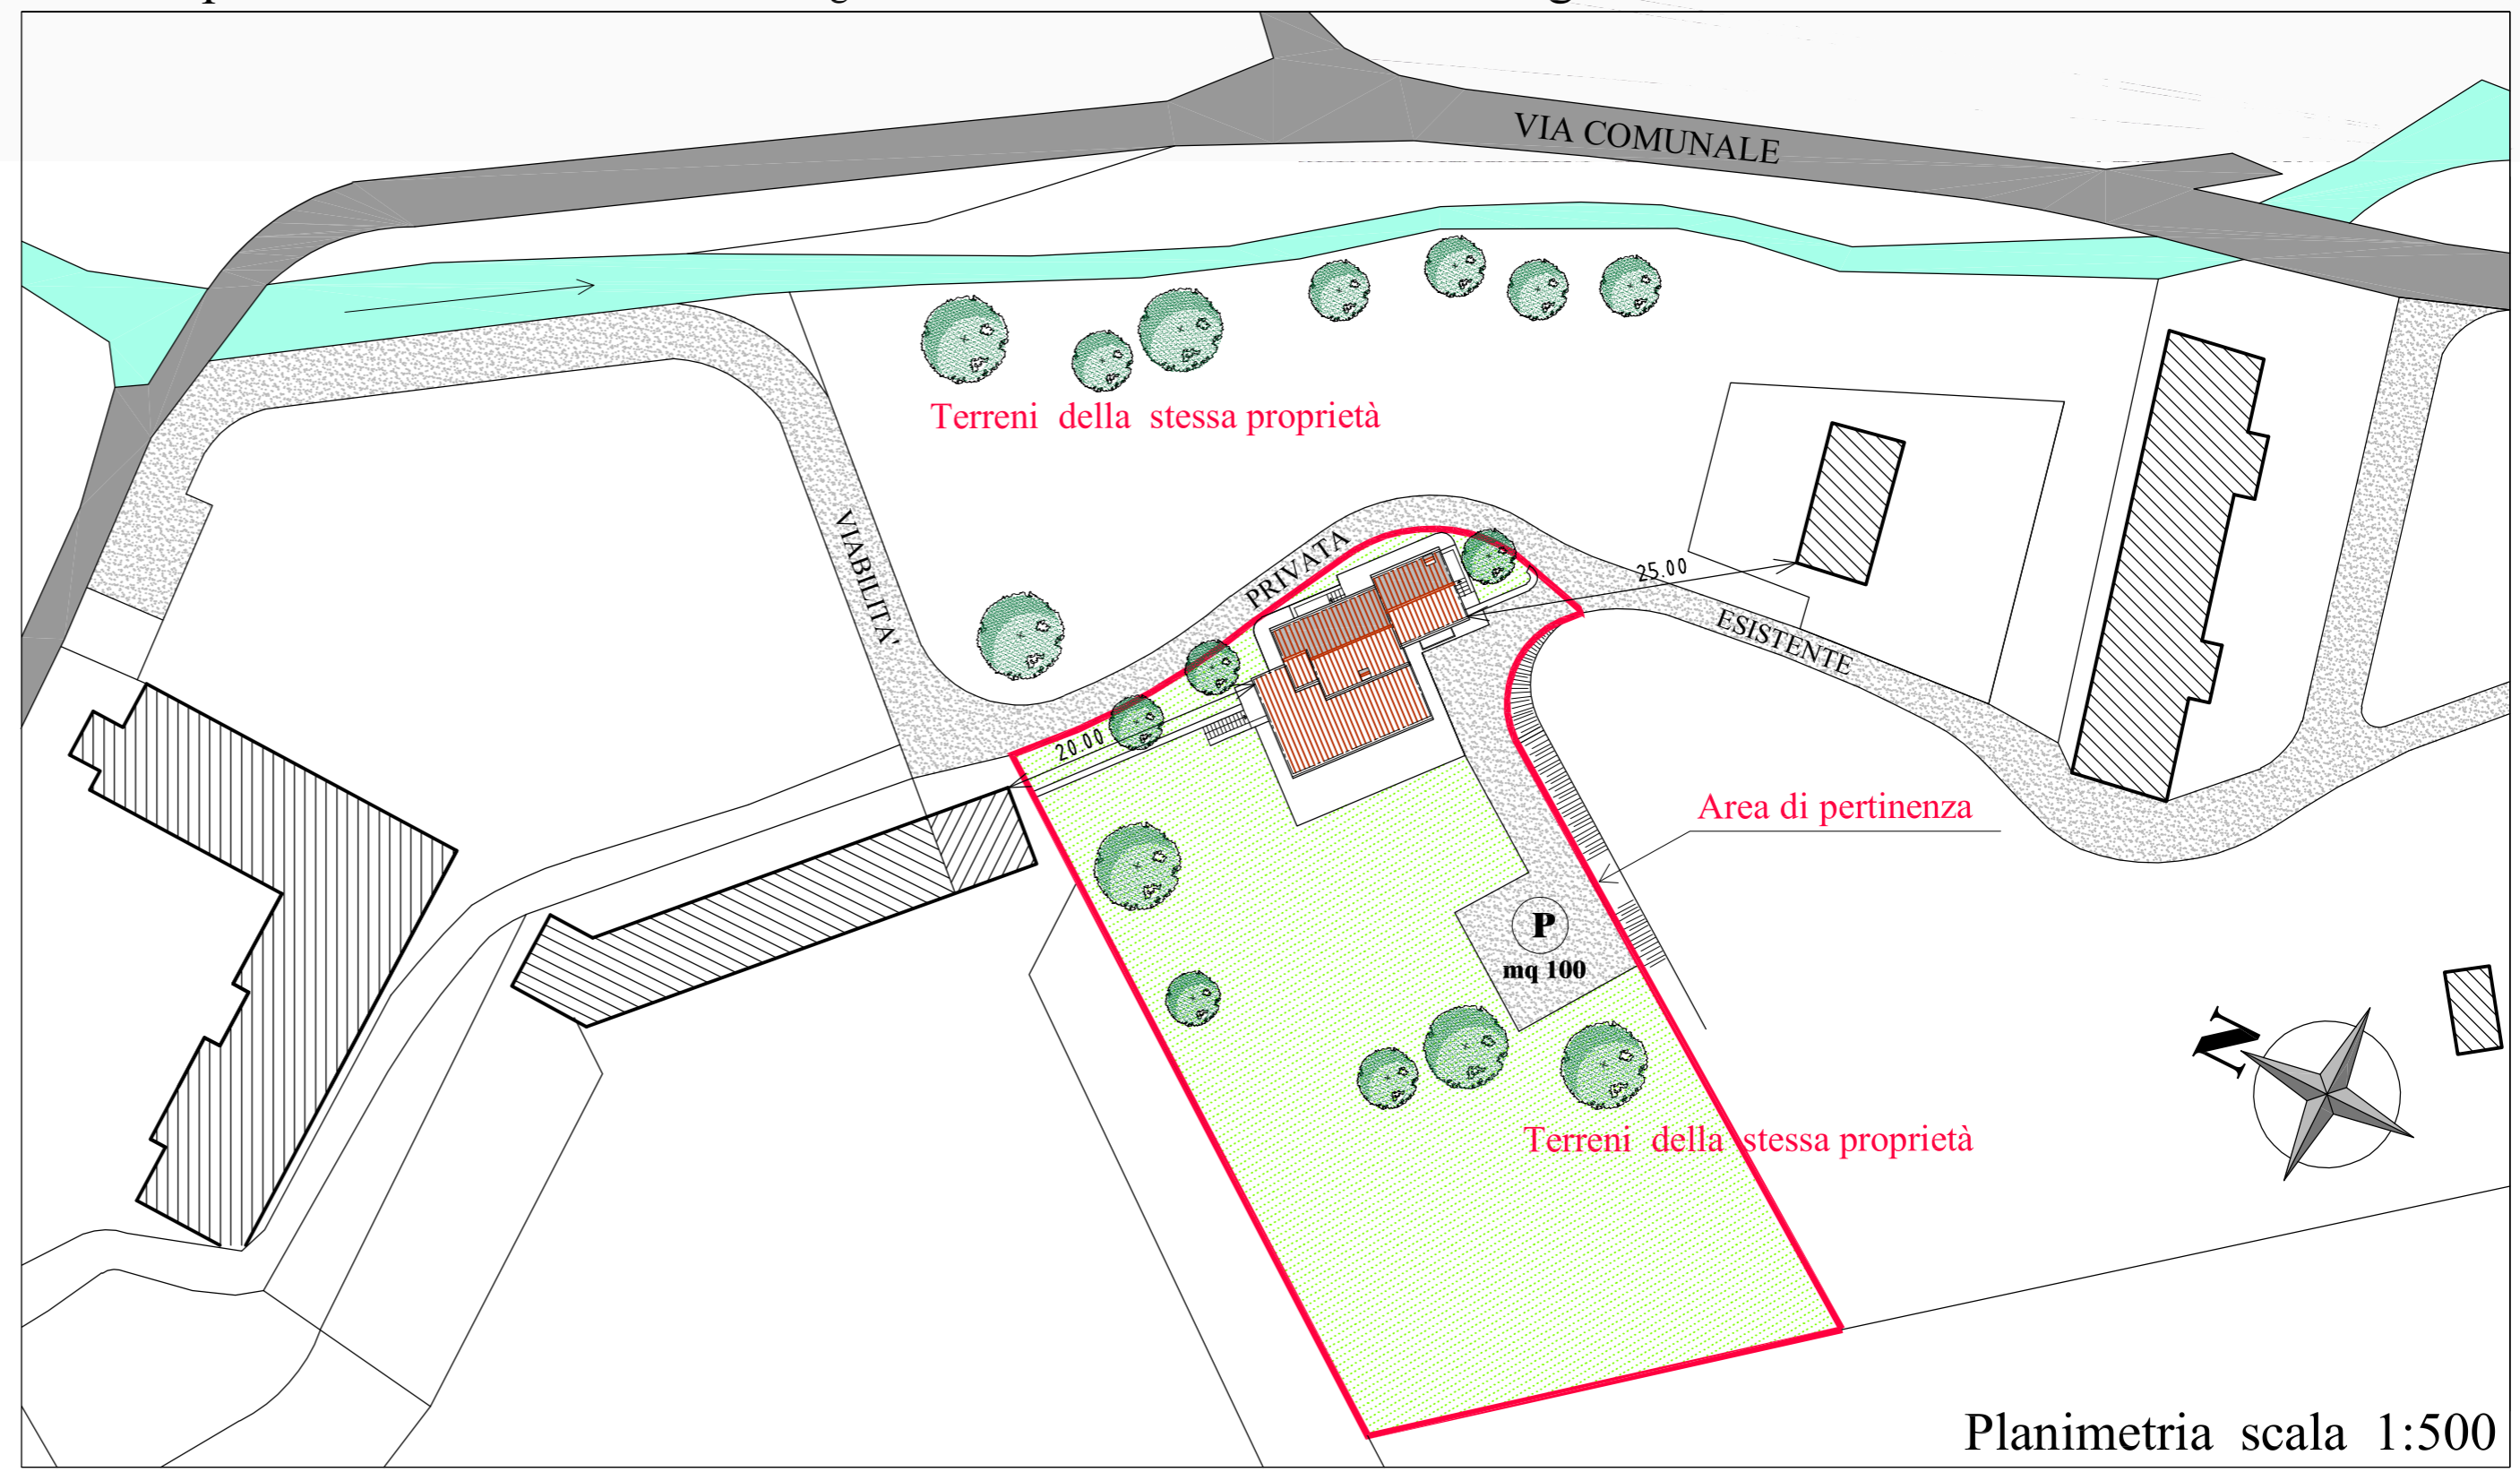 VIA COMUNALE
Terreni della stessa proprietà
VIABILITA'
PRIVATA
25.00
ESISTENTE
20.00
Area di pertinenza
P
mq 100
N
Terreni della stessa proprietà
Planimetria scala 1:500